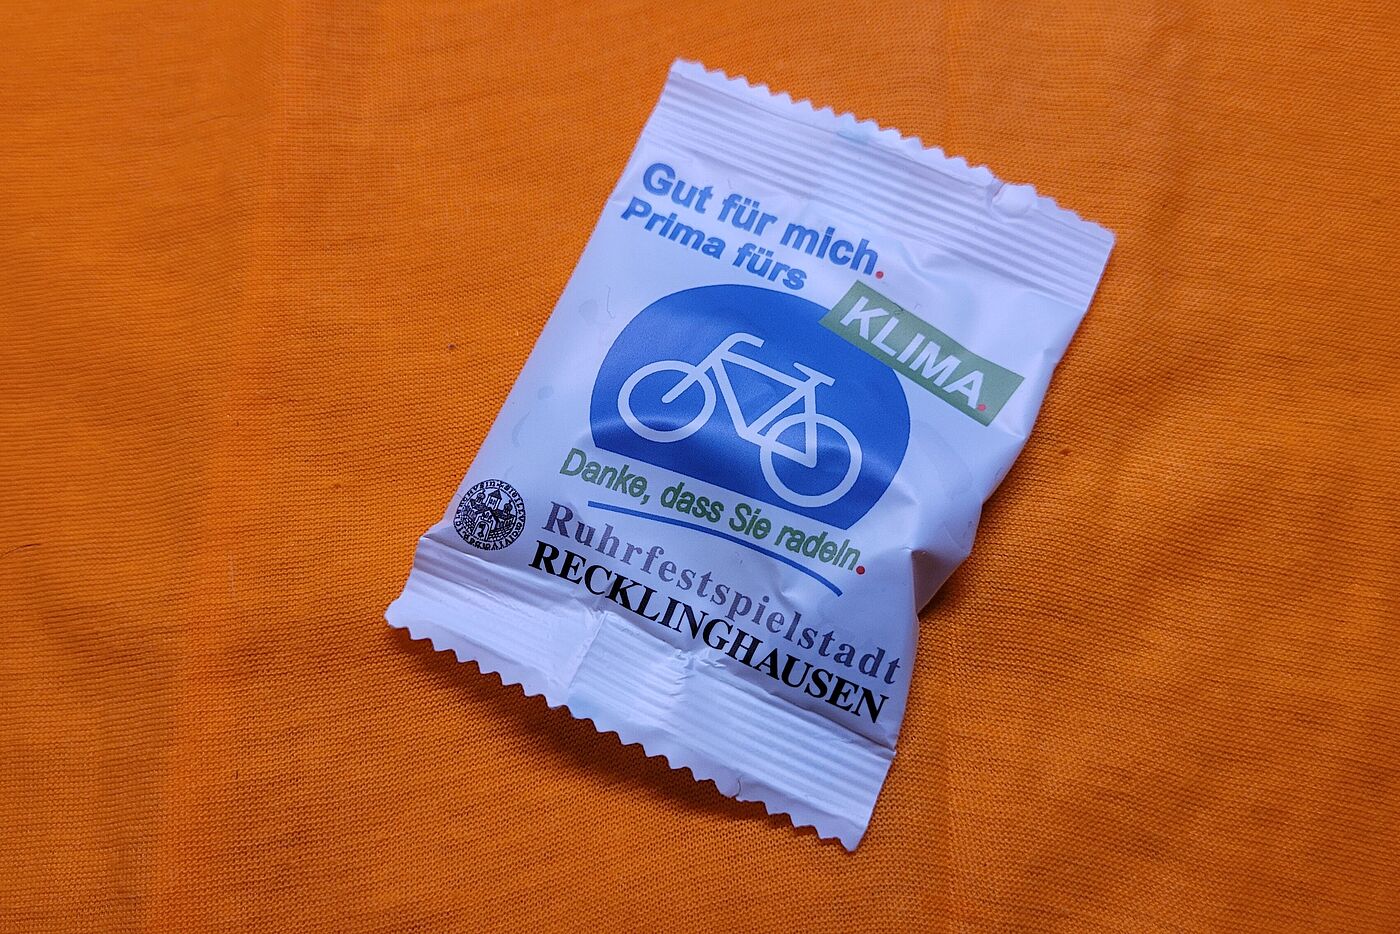 Gut für mich.
Prima fürs
KLIMA.
Danke, dass Sie radeln.
Ruhrfestspielstadt
RECKLINGHAUSEN